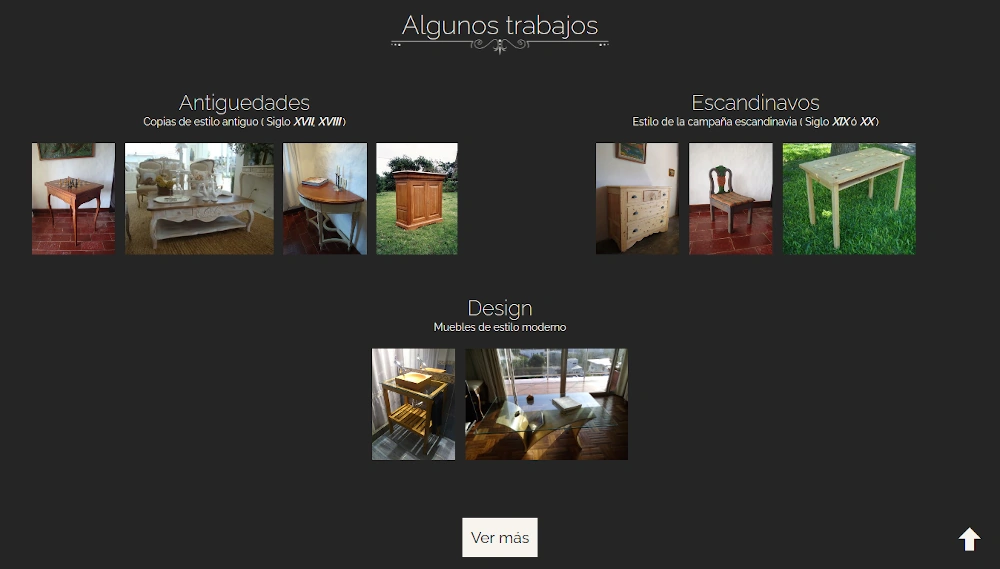 Algunos trabajos
Antiguedades
Copias de estilo antiguo ( Siglo XVII, XVIII )
Escandinavos
Estilo de la campaña escandinavia ( Siglo XIX ó XX )
Design
Muebles de estilo moderno
Ver más